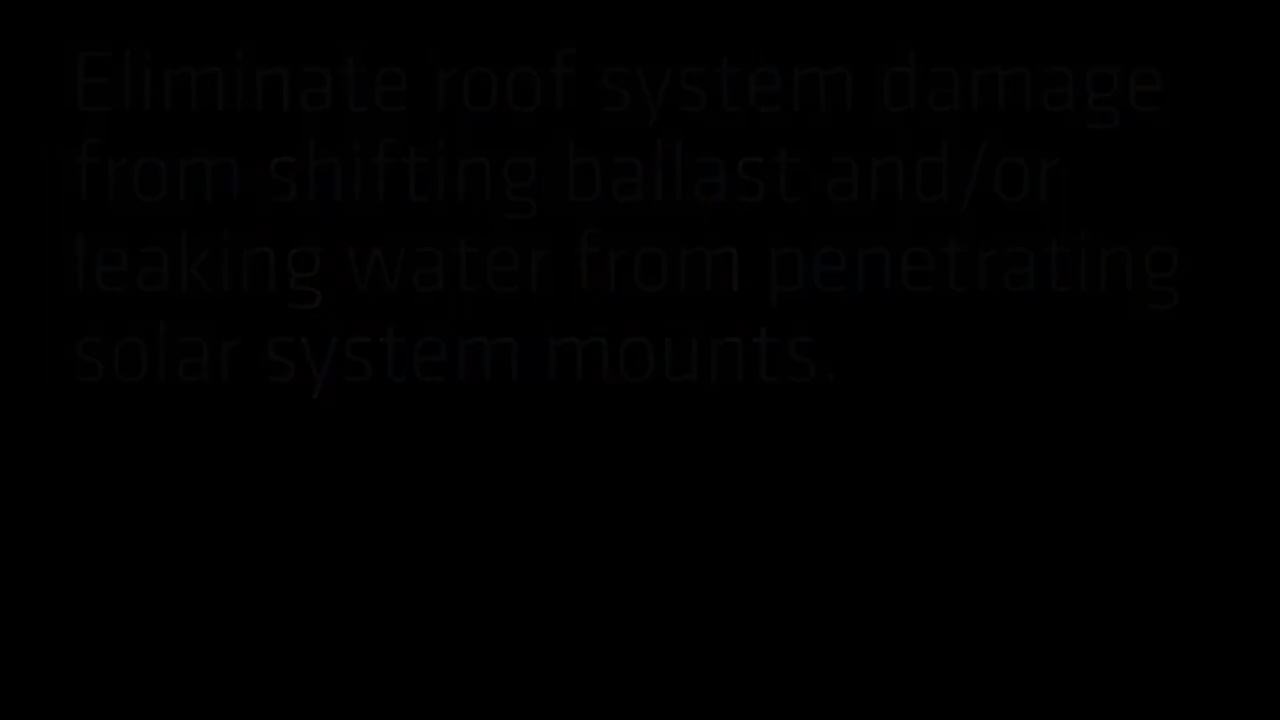 Eliminate roof system damage
from shifting ballast and/or
leaking water from penetrating
solar system mounts.